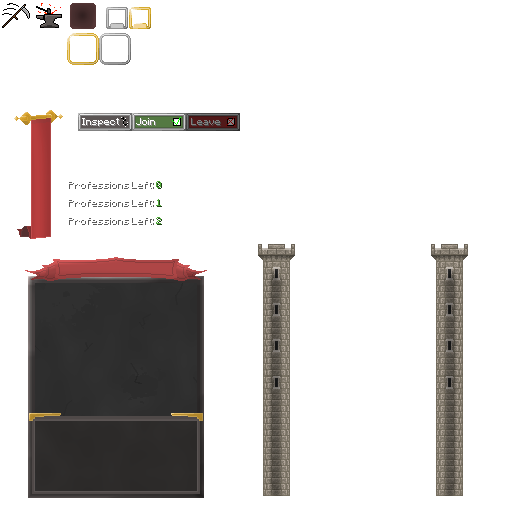 Inspect Join Leave
Professions Left: 0
Professions Left: 1
Professions Left: 2